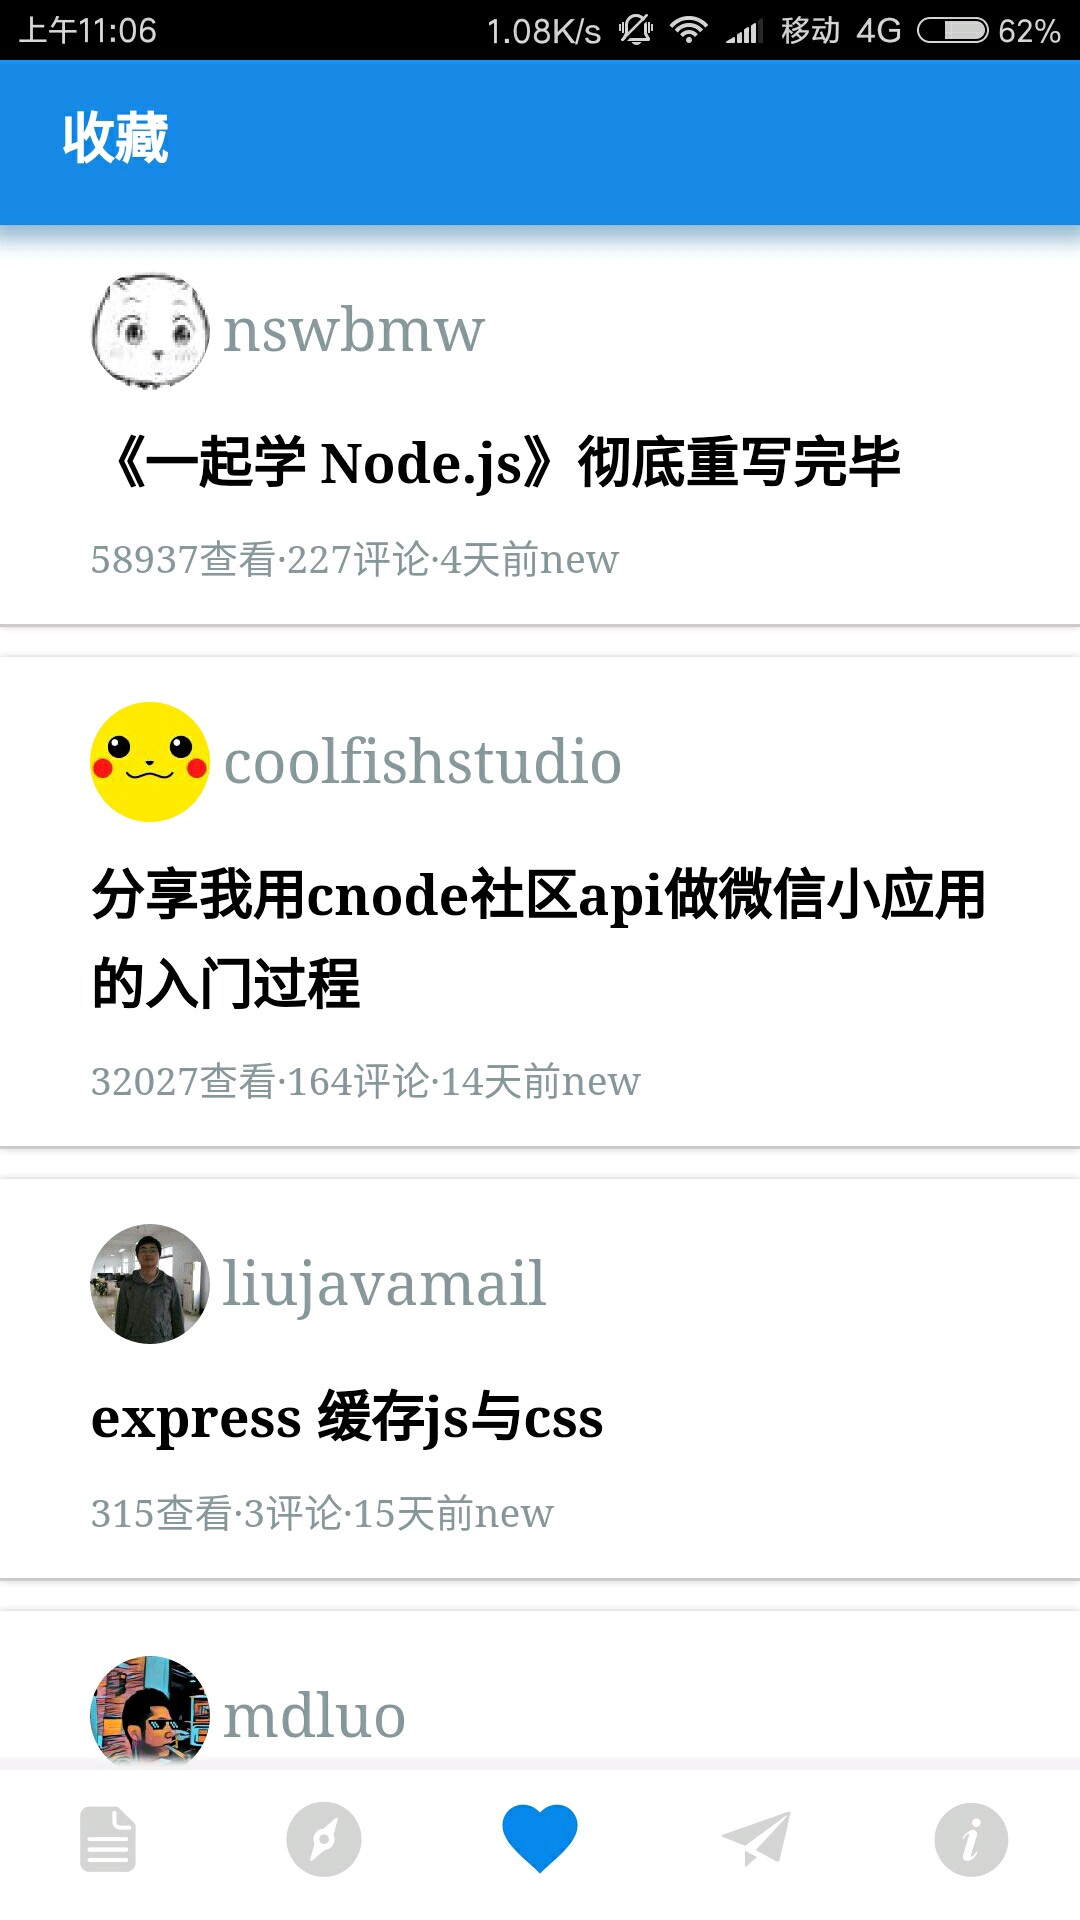 上午11:06 1.08K/s 移动 4G 62%
收藏
nswbmw
《一起学 Node.js》彻底重写完毕
58937查看·227评论·4天前new
coolfishstudio
分享我用cnode社区api做微信小应用
的入门过程
32027查看·164评论·14天前new
liujavamail
express 缓存js与css
315查看·3评论·15天前new
mdluo